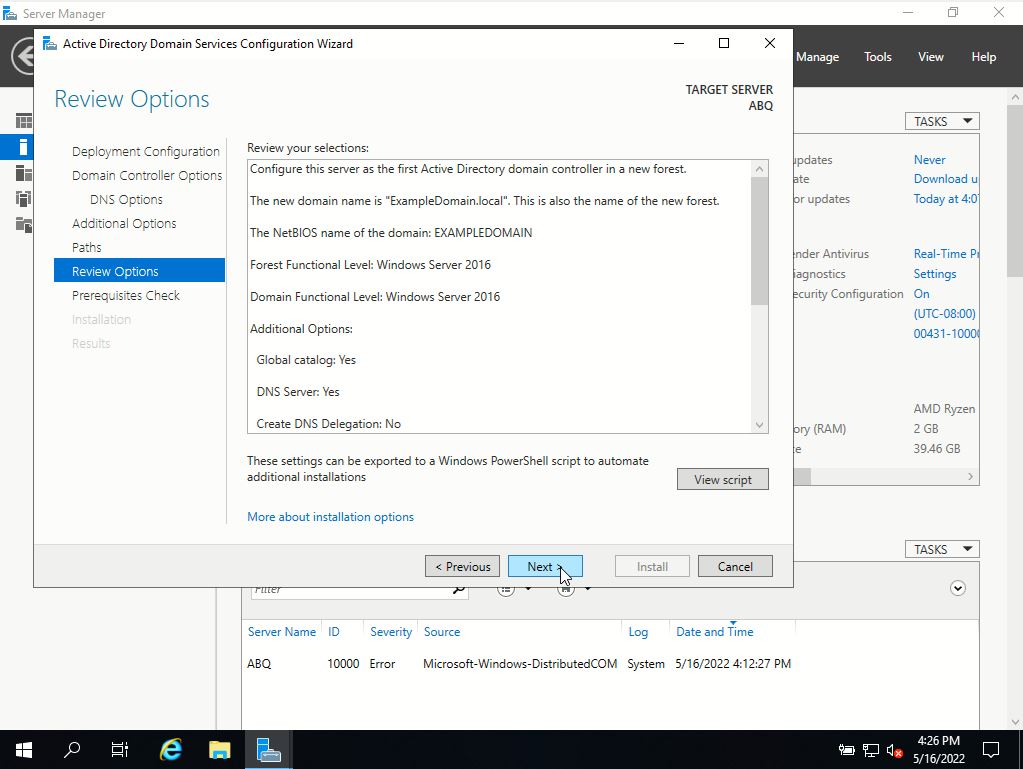 Server Manager
Active Directory Domain Services Configuration Wizard
Manage Tools View Help
Review Options
TARGET SERVER
ABQ
TASKS
Deployment Configuration
Domain Controller Options
DNS Options
Additional Options
Paths
Review Options
Prerequisites Check
Installation
Results
Review your selections:
Configure this server as the first Active Directory domain controller in a new forest.
The new domain name is "ExampleDomain.local". This is also the name of the new forest.
The NetBIOS name of the domain: EXAMPLEDOMAIN
Forest Functional Level: Windows Server 2016
Domain Functional Level: Windows Server 2016
Additional Options:
Global catalog: Yes
DNS Server: Yes
Create DNS Delegation: No
These settings can be exported to a Windows PowerShell script to automate
additional installations
View script
More about installation options
< Previous Next > Install Cancel
updates Never
Download u
or updates Today at 4:07
ender Antivirus Real-Time Pr
iagnostics Settings
ecurity Configuration On
(UTC-08:00)
00431-10000
AMD Ryzen
ory (RAM) 2 GB
39.46 GB
TASKS
Filter
Server Name ID Severity Source Log Date and Time
ABQ 10000 Error Microsoft-Windows-DistributedCOM System 5/16/2022 4:12:27 PM
4:26 PM
5/16/2022